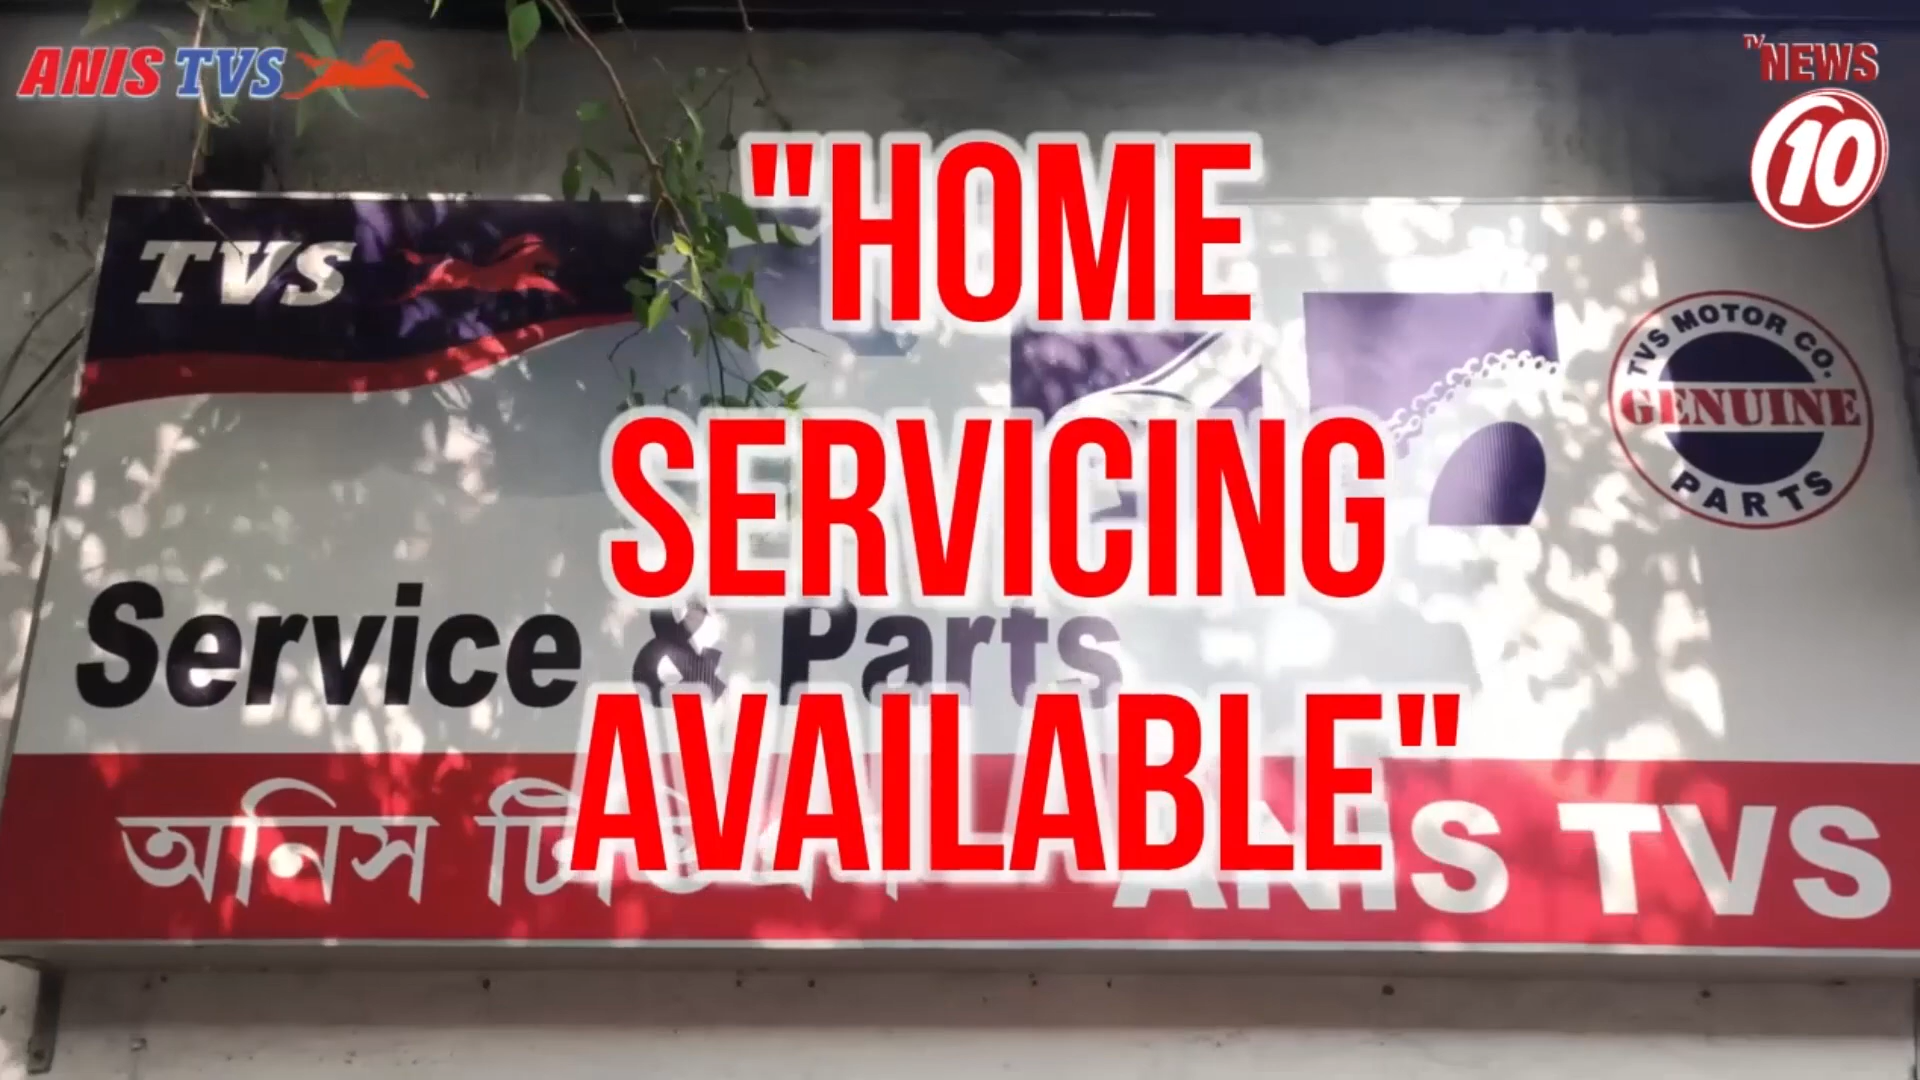 ANIS TVS
TV NEWS
10
"HOME
SERVICING
AVAILABLE"
TVS
TVS MOTOR CO.
GENUINE
PARTS
Service & Parts
অনিস
ANIS TVS